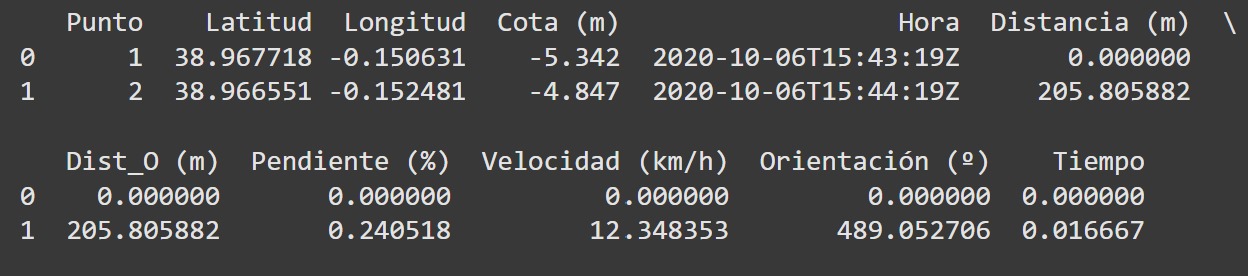 Punto Latitud Longitud Cota (m) Hora Distancia (m) \
0 1 38.967718 -0.150631 -5.342 2020-10-06T15:43:19Z 0.000000
1 2 38.966551 -0.152481 -4.847 2020-10-06T15:44:19Z 205.805882
Dist_O (m) Pendiente (%) Velocidad (km/h) Orientación (º) Tiempo
0 0.000000 0.000000 0.000000 0.000000 0.000000
1 205.805882 0.240518 12.348353 489.052706 0.016667